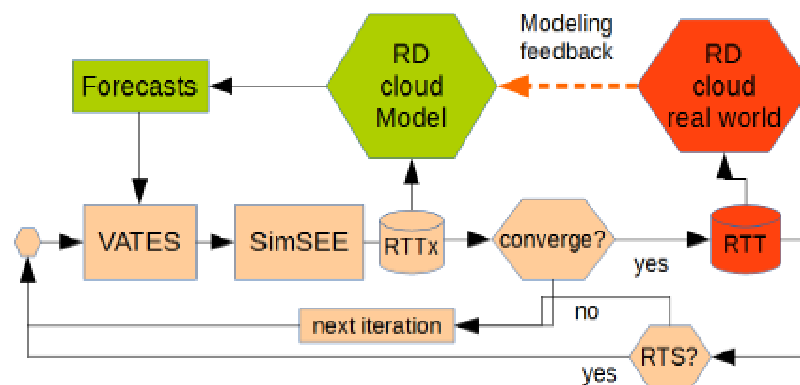 Modeling
feedback
RD
cloud
Model
RD
cloud
real world
Forecasts
VATES
SimSEE
RTTx
converge?
yes
RTT
next iteration
no
RTS?
yes